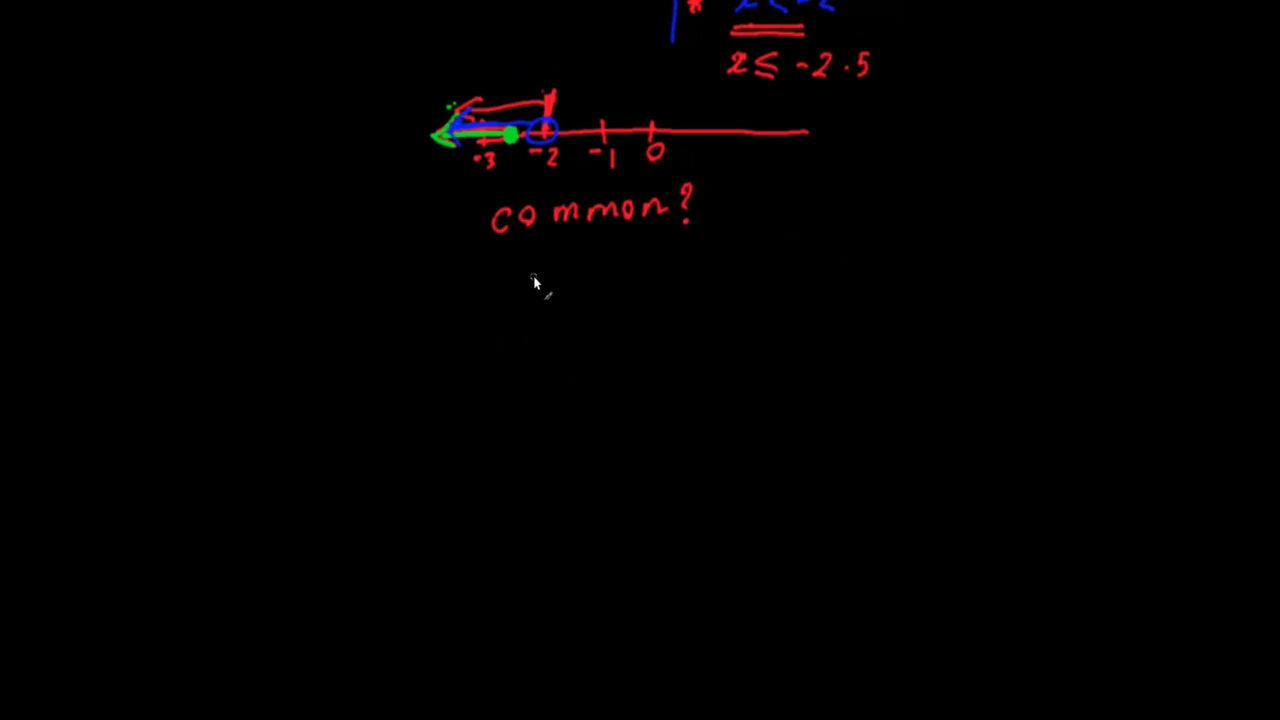 x < -2
x ≤ -2.5
-3 -2 -1 0
common?